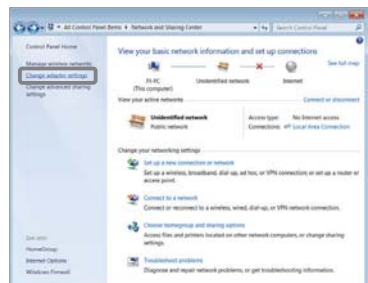 All Control Panel Items ▸ Network and Sharing Center
Search Control Panel
Control Panel Home
Manage wireless networks
Change adapter settings
Change advanced sharing
settings
See also
HomeGroup
Internet Options
Windows Firewall
View your basic network information and set up connections
See full map
(This computer)
Unidentified network
Internet
View your active networks
Connect or disconnect
Unidentified network
Public network
Access type: No Internet access
Connections: Local Area Connection
Change your networking settings
Set up a new connection or network
Set up a wireless, broadband, dial-up, ad hoc, or VPN connection; or set up a router or
access point.
Connect to a network
Connect or reconnect to a wireless, wired, dial-up, or VPN network connection.
Choose homegroup and sharing options
Access files and printers located on other network computers, or change sharing
settings.
Troubleshoot problems
Diagnose and repair network problems, or get troubleshooting information.